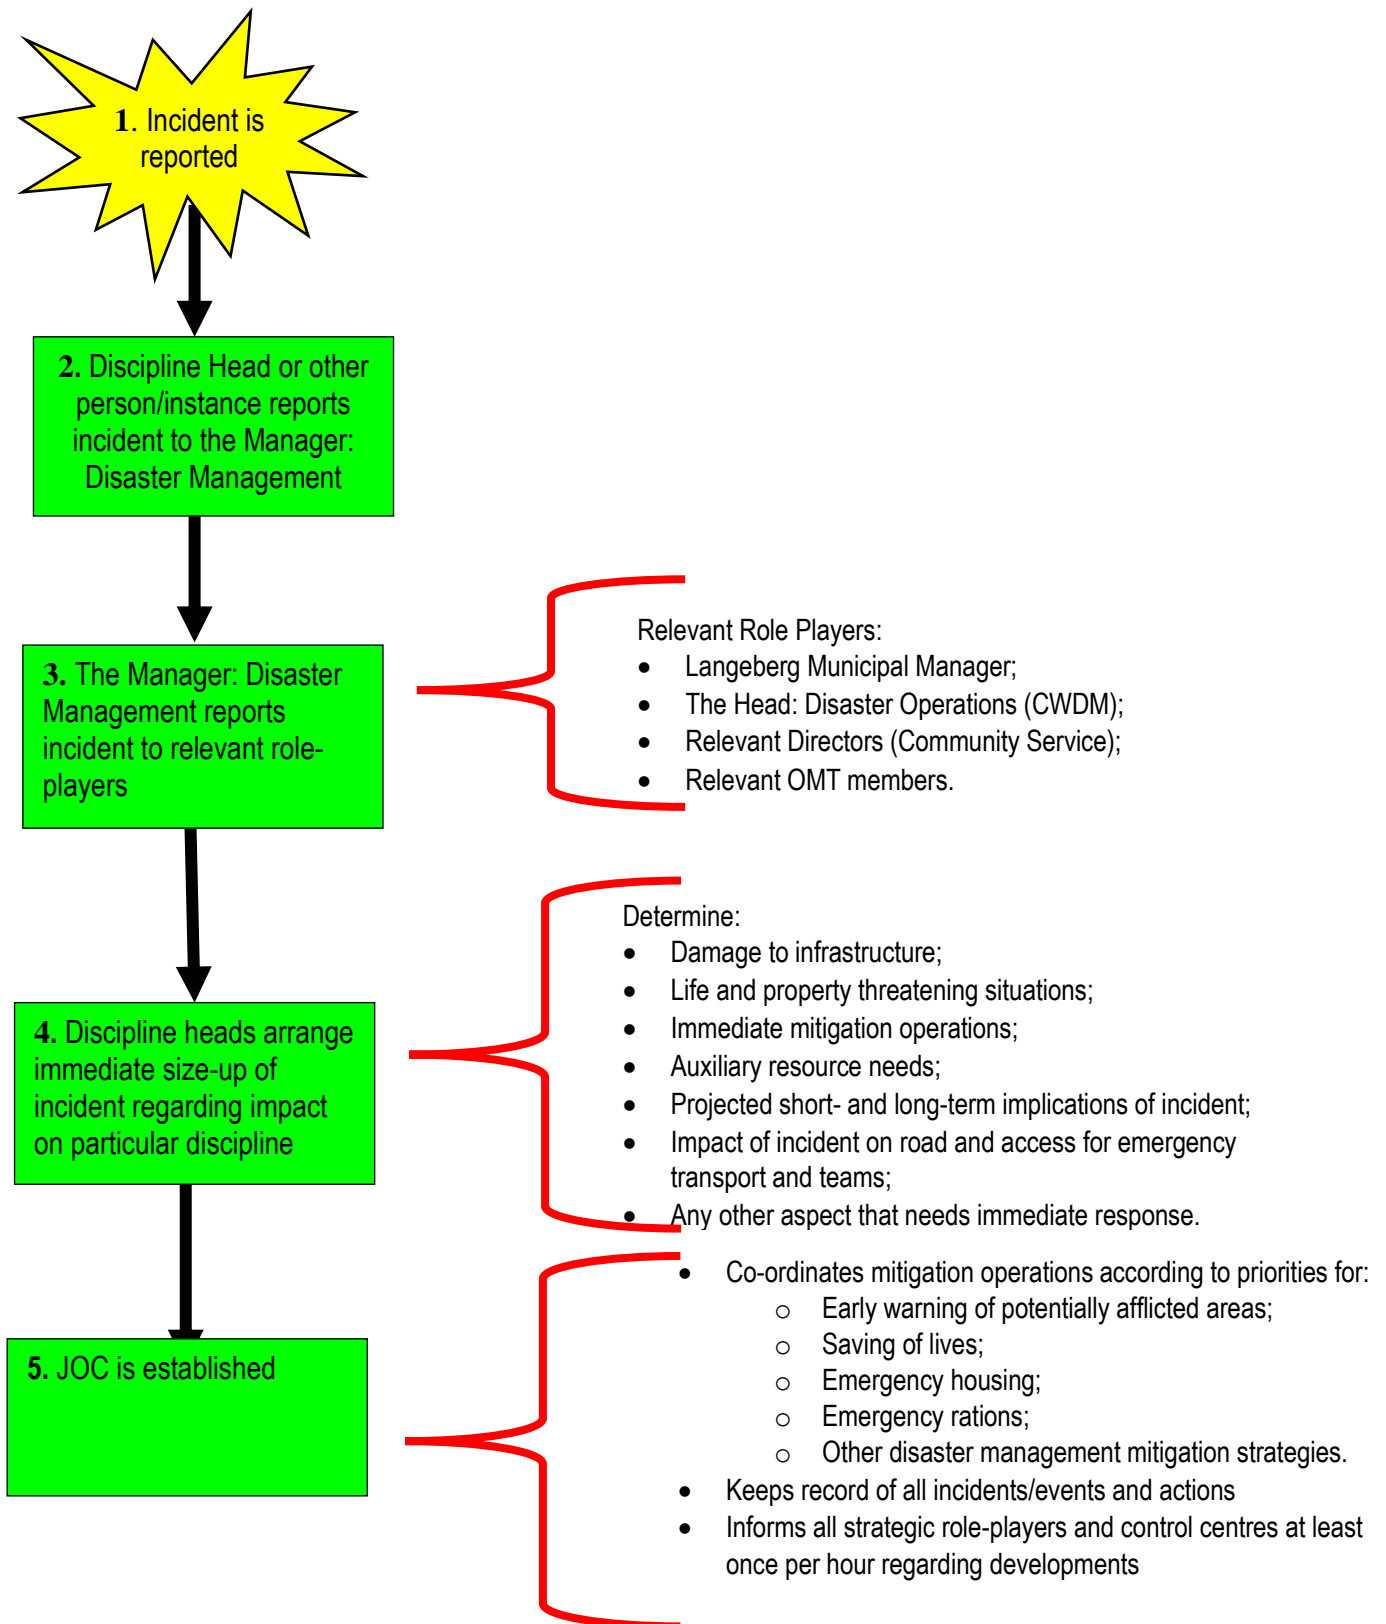 1. Incident is
reported
2. Discipline Head or other
person/instance reports
incident to the Manager:
Disaster Management
3. The Manager: Disaster
Management reports
incident to relevant role-
players
Relevant Role Players:
• Langeberg Municipal Manager;
• The Head: Disaster Operations (CWDM);
• Relevant Directors (Community Service);
• Relevant OMT members.
4. Discipline heads arrange
immediate size-up of
incident regarding impact
on particular discipline
Determine:
• Damage to infrastructure;
• Life and property threatening situations;
• Immediate mitigation operations;
• Auxiliary resource needs;
• Projected short- and long-term implications of incident;
• Impact of incident on road and access for emergency
transport and teams;
• Any other aspect that needs immediate response.
5. JOC is established
• Co-ordinates mitigation operations according to priorities for:
o Early warning of potentially afflicted areas;
o Saving of lives;
o Emergency housing;
o Emergency rations;
o Other disaster management mitigation strategies.
• Keeps record of all incidents/events and actions
• Informs all strategic role-players and control centres at least
once per hour regarding developments